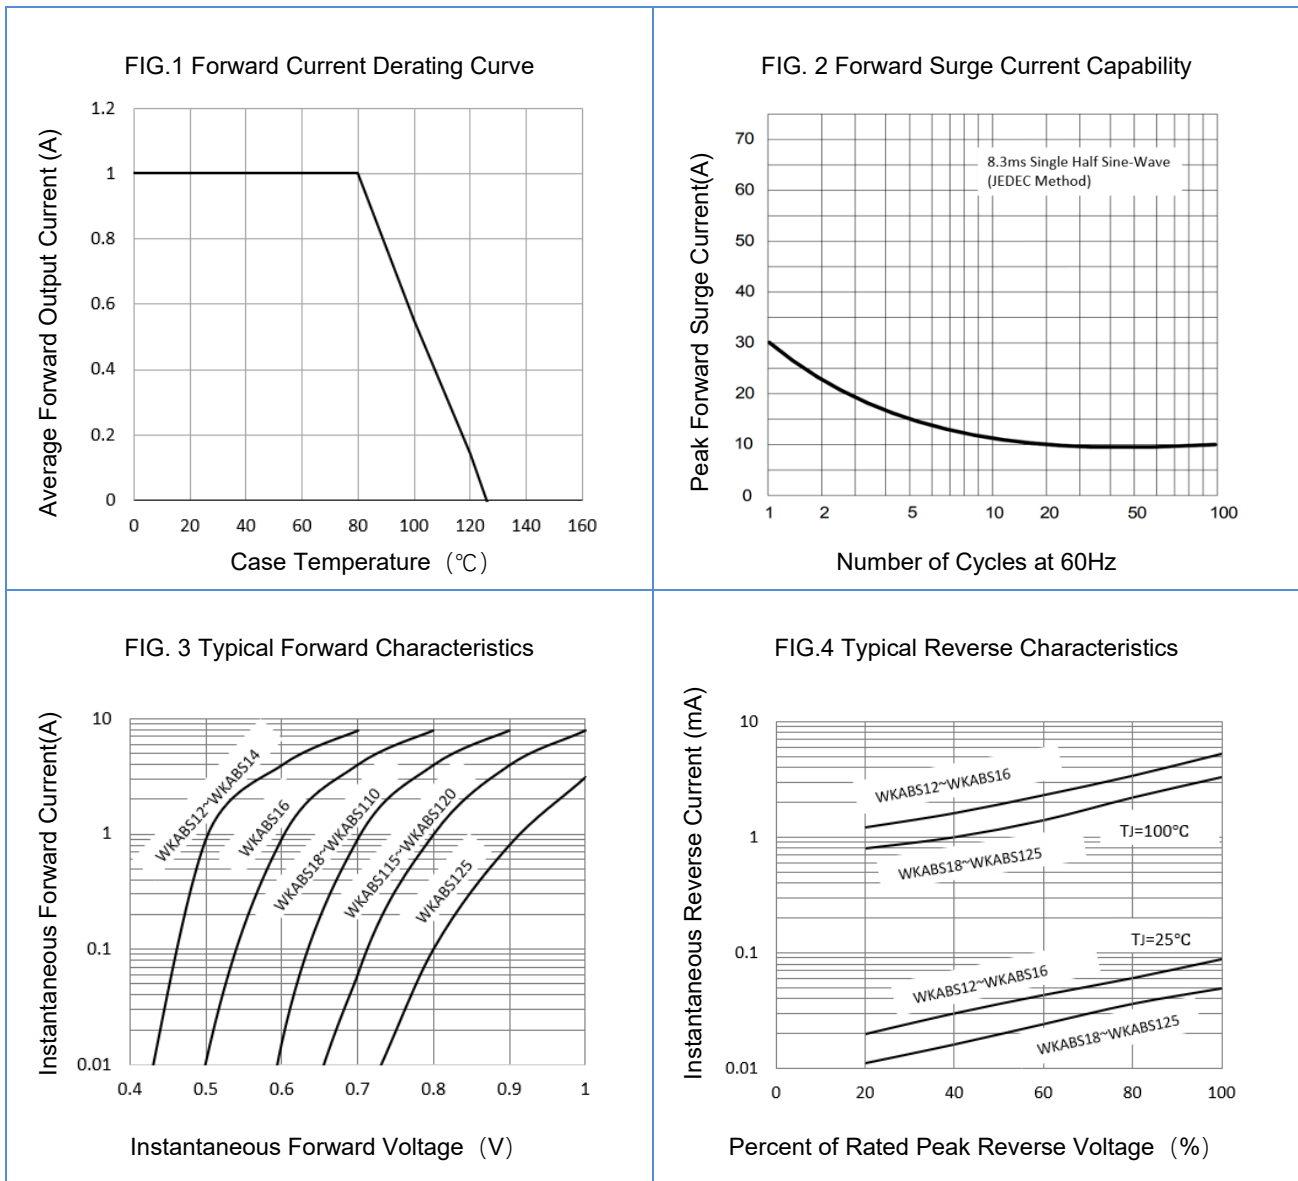 FIG.1 Forward Current Derating Curve
Average Forward Output Current (A)
1.2
1
0.8
0.6
0.4
0.2
0
0 20 40 60 80 100 120 140 160
Case Temperature（℃）
FIG. 2 Forward Surge Current Capability
Peak Forward Surge Current(A)
70
60
50
40
30
20
10
0
8.3ms Single Half Sine-Wave
(JEDEC Method)
1 2 5 10 20 50 100
Number of Cycles at 60Hz
FIG. 3 Typical Forward Characteristics
Instantaneous Forward Current(A)
10
1
0.1
0.01
WKABS12~WKABS14
WKABS16
WKABS18~WKABS110
WKABS115~WKABS120
WKABS125
0.4 0.5 0.6 0.7 0.8 0.9 1
Instantaneous Forward Voltage（V）
FIG.4 Typical Reverse Characteristics
Instantaneous Reverse Current (mA)
10
1
0.1
0.01
WKABS12~WKABS16
TJ=100℃
WKABS18~WKABS125
TJ=25℃
WKABS12~WKABS16
WKABS18~WKABS125
0 20 40 60 80 100
Percent of Rated Peak Reverse Voltage（%）